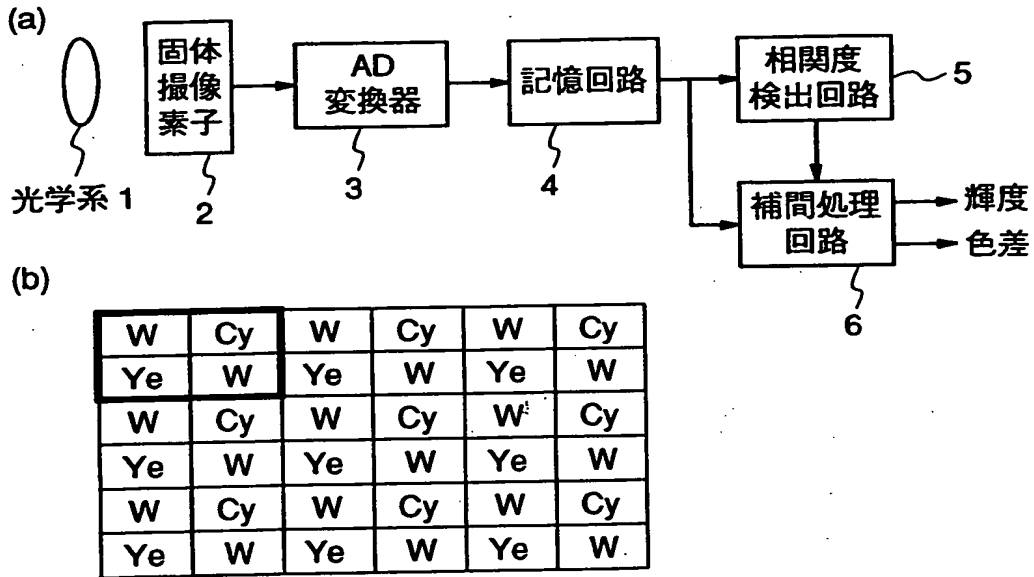 (a)
固体
撮像
素子
AD
変換器
記憶回路
相関度
検出回路
5
光学系 1
2
3
4
補間処理
回路
輝度
色差
6
(b)
W Cy W Cy W Cy
Ye W Ye W Ye W
W Cy W Cy W Cy
Ye W Ye W Ye W
W Cy W Cy W Cy
Ye W Ye W Ye W